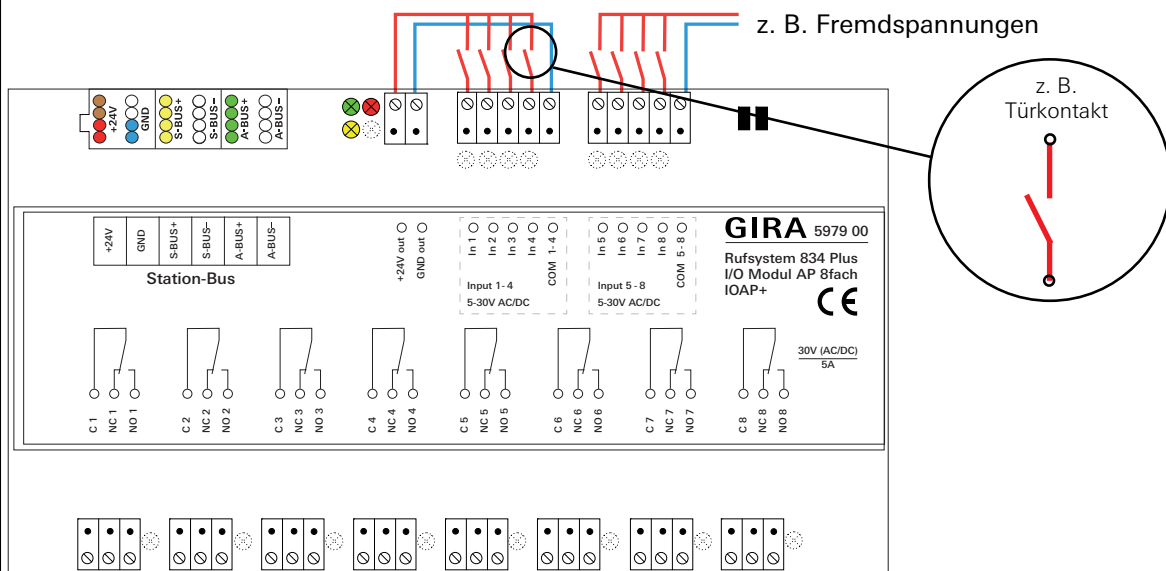 z. B. Fremdspannungen
z. B.
Türkontakt
+24V
GND
S-BUS+
S-BUS–
A-BUS+
A-BUS–
+24V
GND
S-BUS+
S-BUS–
A-BUS+
A-BUS–
Station-Bus
+24V out
GND out
In 1
In 2
In 3
In 4
COM 1-4
Input 1-4
5-30V AC/DC
In 5
In 6
In 7
In 8
COM 5-8
Input 5-8
5-30V AC/DC
GIRA 5979 00
Rufsystem 834 Plus
I/O Modul AP 8fach
IOAP+
CE
30V (AC/DC)
5A
C 1
NC 1
NO 1
C 2
NC 2
NO 2
C 3
NC 3
NO 3
C 4
NC 4
NO 4
C 5
NC 5
NO 5
C 6
NC 6
NO 6
C 7
NC 7
NO 7
C 8
NC 8
NO 8